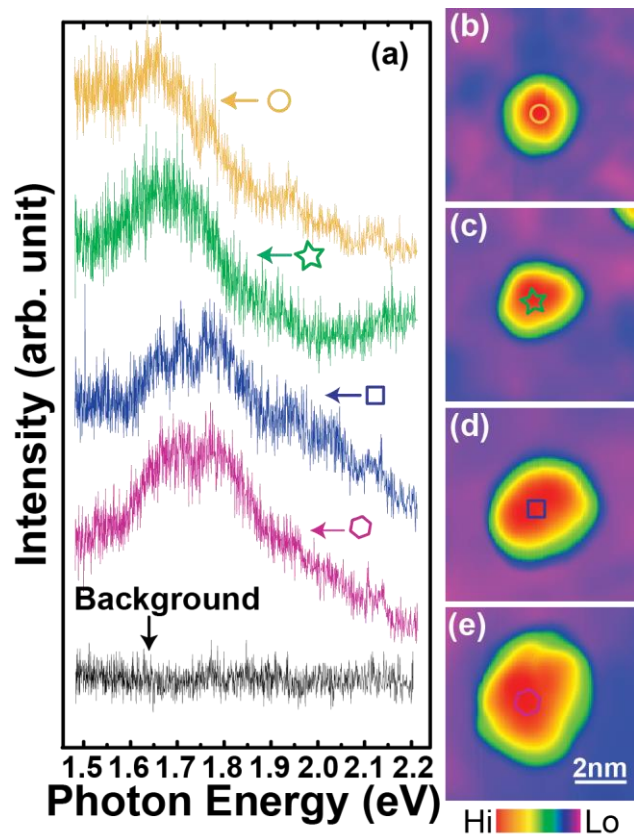 (a)
Background
Intensity (arb. unit)
1.5 1.6 1.7 1.8 1.9 2.0 2.1 2.2
Photon Energy (eV)
(b)
(c)
(d)
(e)
2nm
Hi Lo